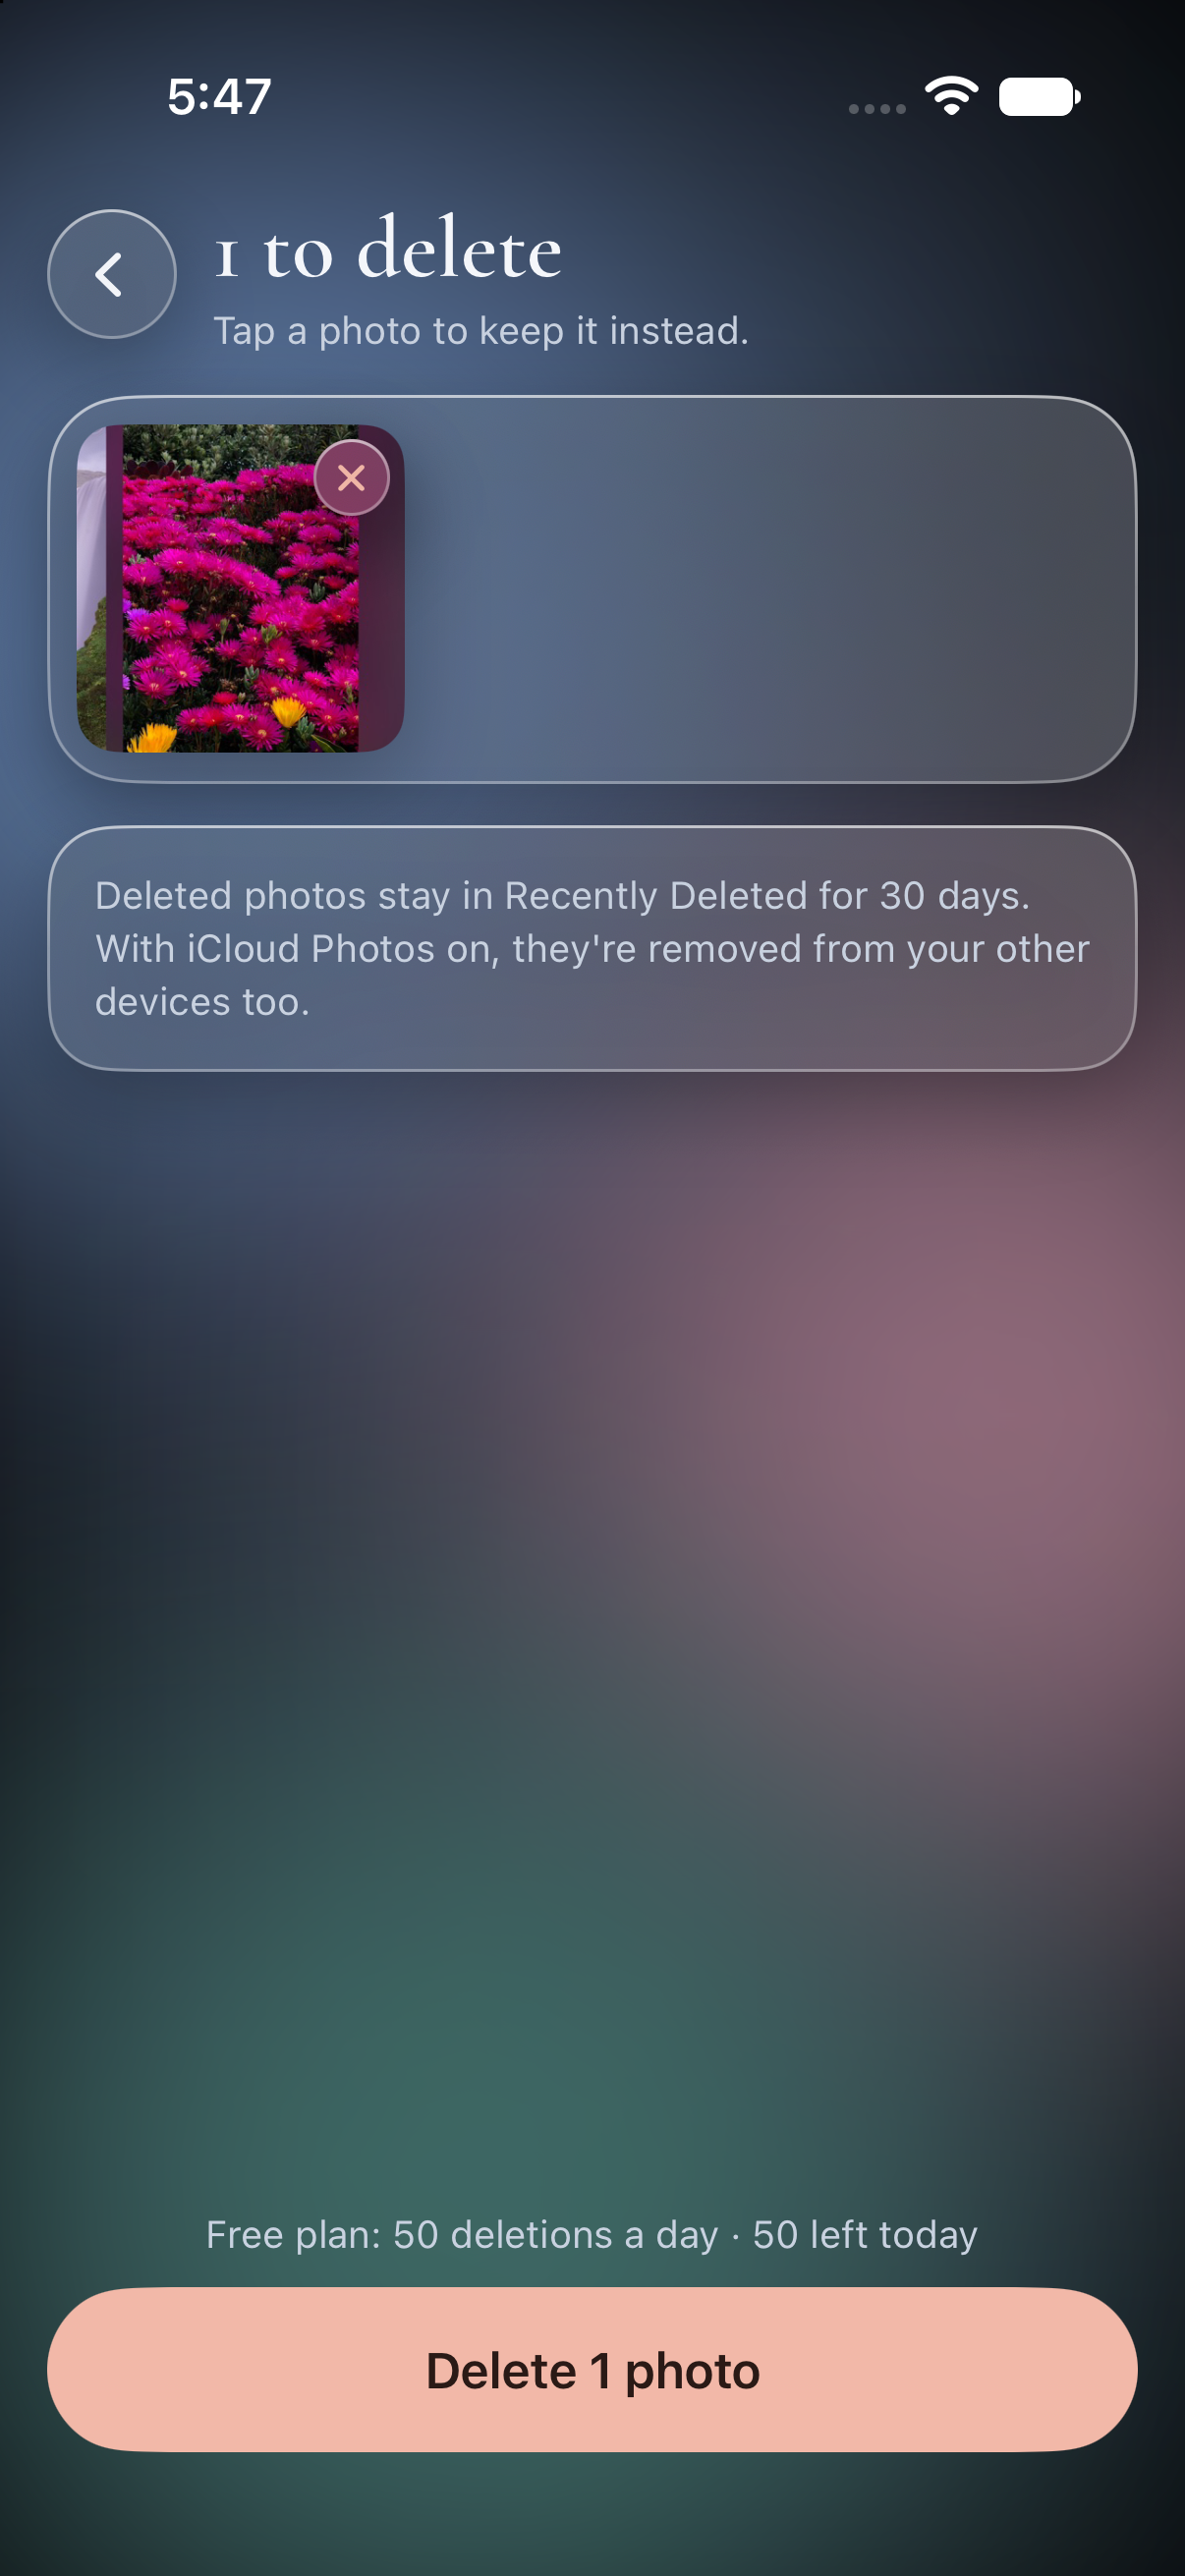 5:47
1 to delete
Tap a photo to keep it instead.
Deleted photos stay in Recently Deleted for 30 days.
With iCloud Photos on, they're removed from your other
devices too.
Free plan: 50 deletions a day · 50 left today
Delete 1 photo